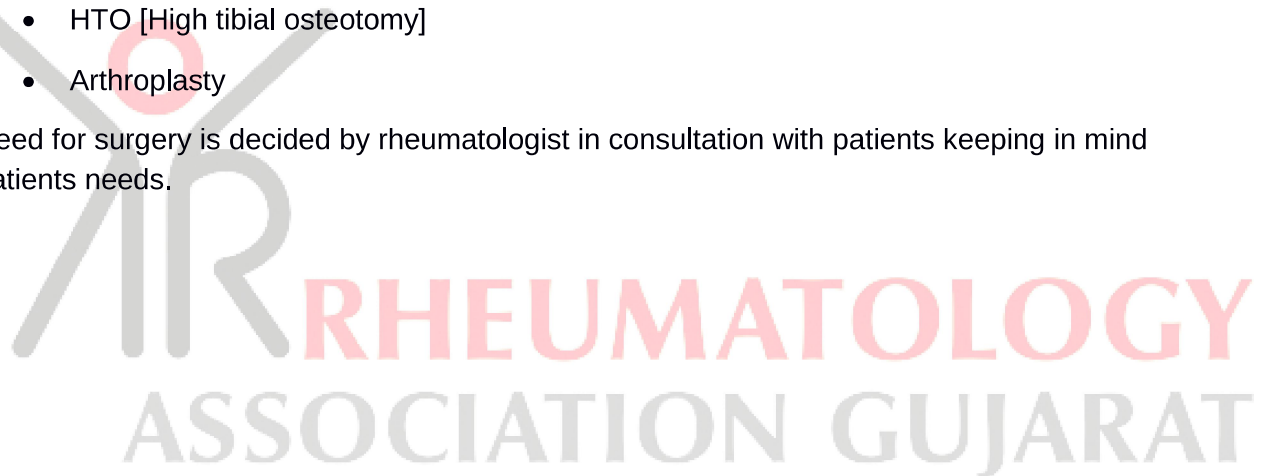 • HTO [High tibial osteotomy]
• Arthroplasty
eed for surgery is decided by rheumatologist in consultation with patients keeping in mind
atients needs.
RHEUMATOLOGY
ASSOCIATION GUJARAT